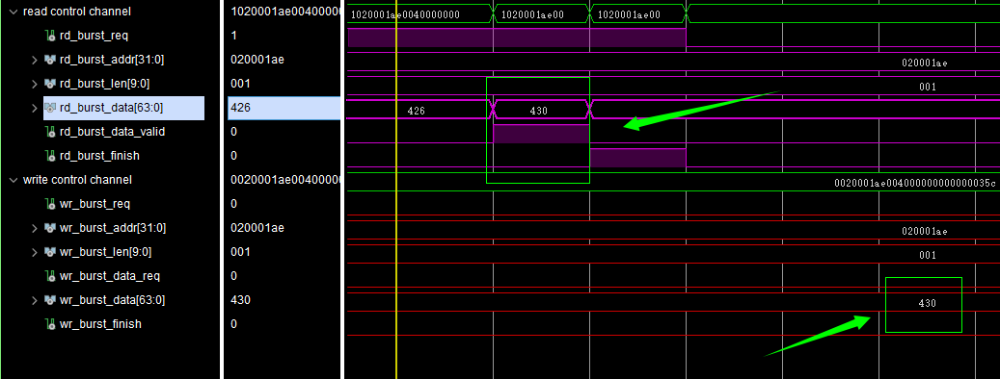 read control channel 1020001ae00400000 1020001ae0040000000 1020001ae00 1020001ae00
rd_burst_req 1
rd_burst_addr[31:0] 020001ae 020001ae
rd_burst_len[9:0] 001 001
rd_burst_data[63:0] 426 426 430
rd_burst_data_valid 0
rd_burst_finish 0
write control channel 0020001ae00400000 0020001ae0040000000000000035c
wr_burst_req 0
wr_burst_addr[31:0] 020001ae 020001ae
wr_burst_len[9:0] 001 001
wr_burst_data_req 0
wr_burst_data[63:0] 430 430
wr_burst_finish 0